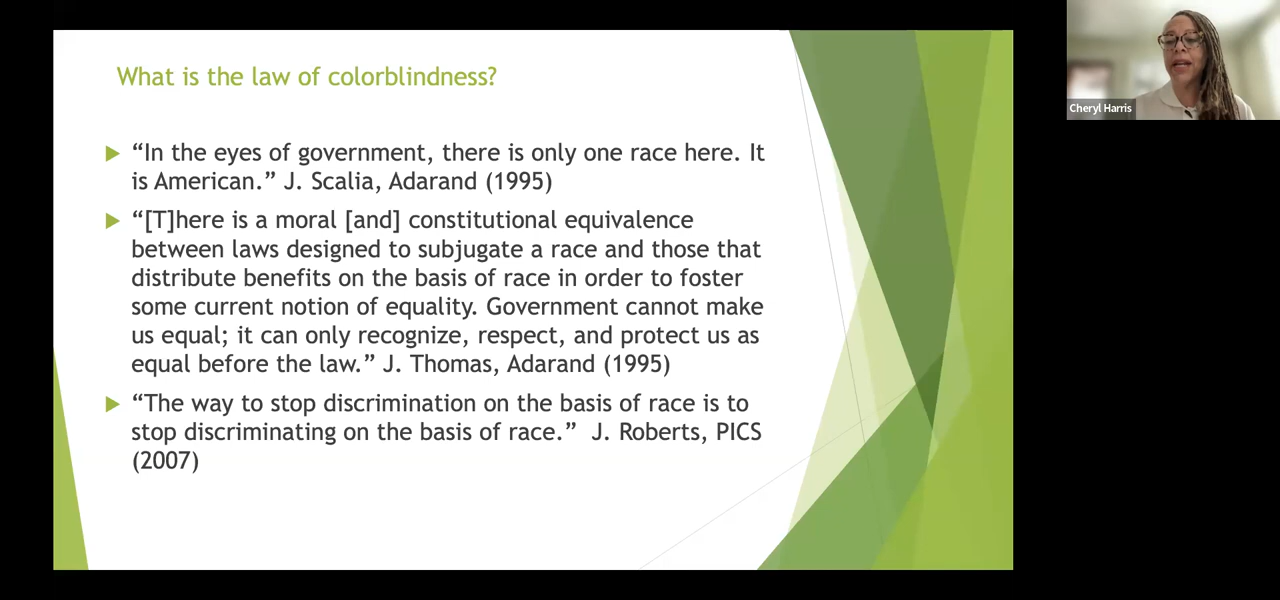 What is the law of colorblindness?
“In the eyes of government, there is only one race here. It
is American.” J. Scalia, Adarand (1995)
“[T]here is a moral [and] constitutional equivalence
between laws designed to subjugate a race and those that
distribute benefits on the basis of race in order to foster
some current notion of equality. Government cannot make
us equal; it can only recognize, respect, and protect us as
equal before the law.” J. Thomas, Adarand (1995)
“The way to stop discrimination on the basis of race is to
stop discriminating on the basis of race.” J. Roberts, PICS
(2007)
Cheryl Harris